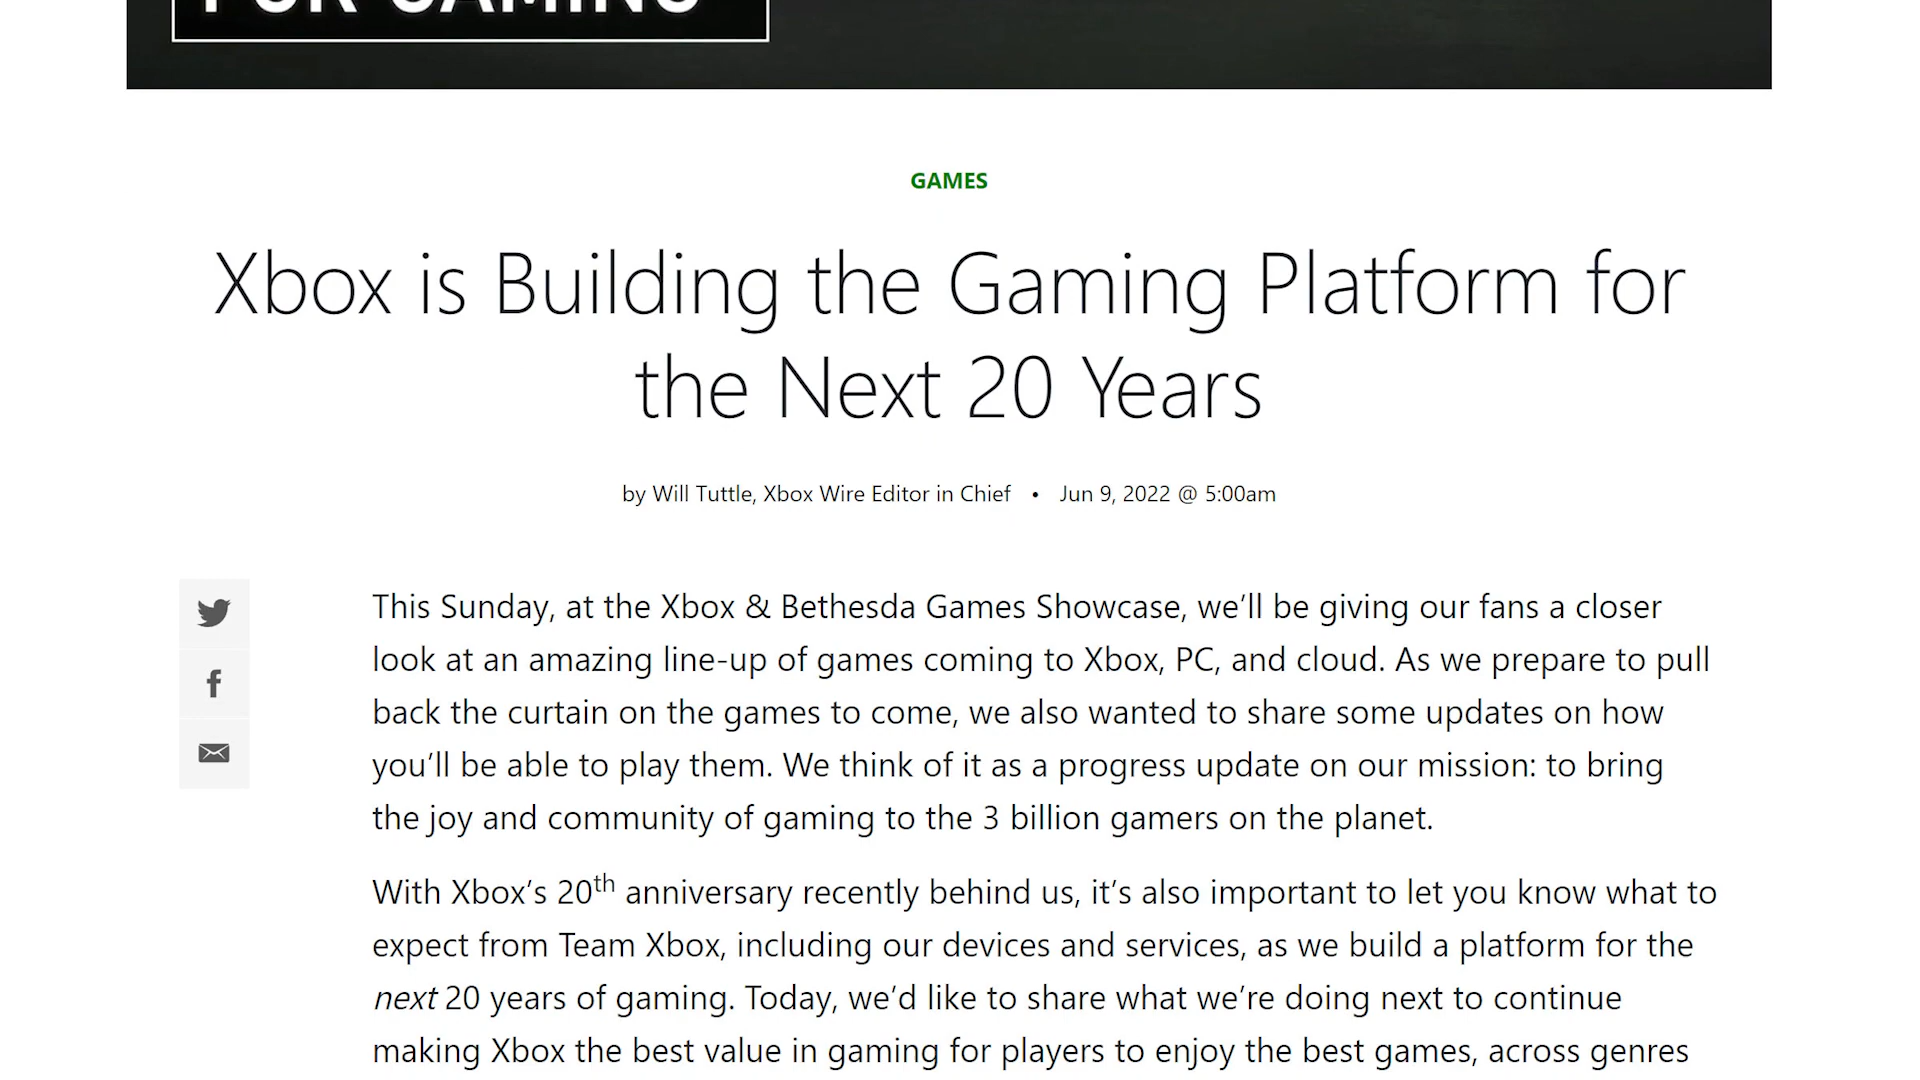 FOR GAMING
GAMES
Xbox is Building the Gaming Platform for
the Next 20 Years
by Will Tuttle, Xbox Wire Editor in Chief • Jun 9, 2022 @ 5:00am
This Sunday, at the Xbox & Bethesda Games Showcase, we’ll be giving our fans a closer
look at an amazing line-up of games coming to Xbox, PC, and cloud. As we prepare to pull
back the curtain on the games to come, we also wanted to share some updates on how
you’ll be able to play them. We think of it as a progress update on our mission: to bring
the joy and community of gaming to the 3 billion gamers on the planet.
With Xbox’s 20th anniversary recently behind us, it’s also important to let you know what to
expect from Team Xbox, including our devices and services, as we build a platform for the
next 20 years of gaming. Today, we’d like to share what we’re doing next to continue
making Xbox the best value in gaming for players to enjoy the best games, across genres